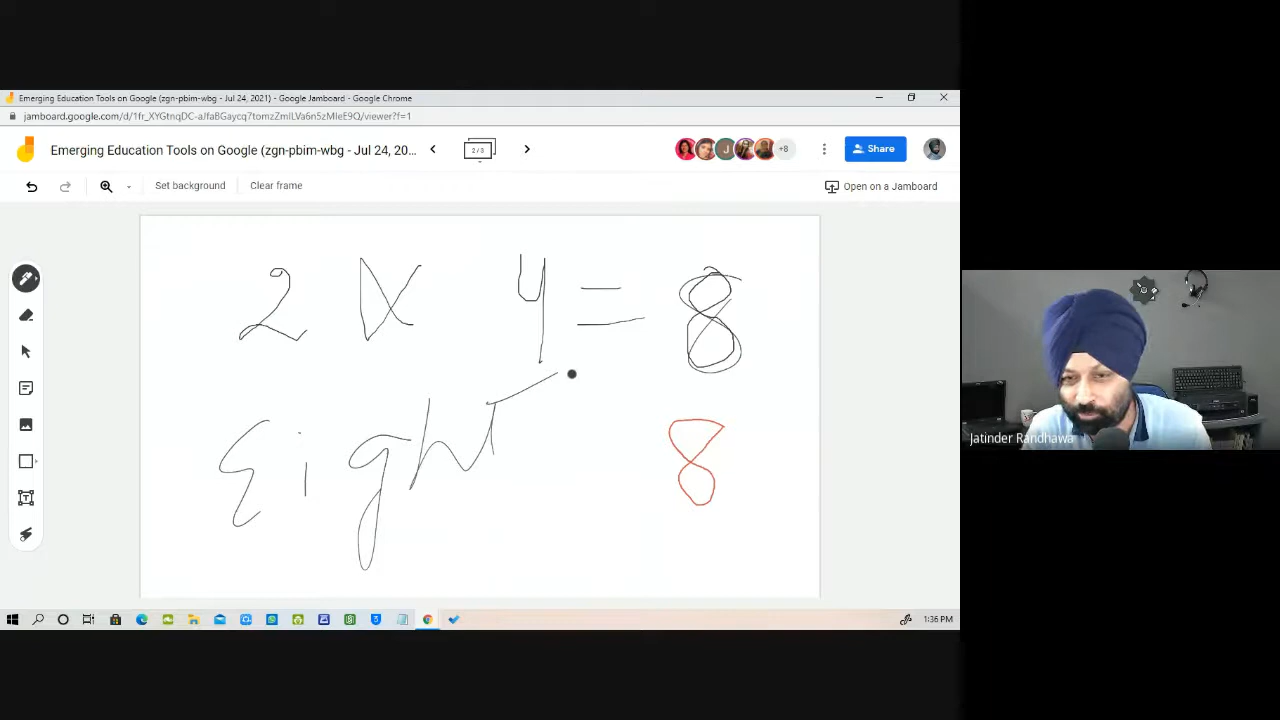 Emerging Education Tools on Google (zgn-pbim-wbg - Jul 24, 2021) - Google Jamboard - Google Chrome
jamboard.google.com/d/1fr_XYGtnqDC-aJfaBGaycq7tomzZmlLVa6n5zMIeE9Q/viewer?f=1
Emerging Education Tools on Google (zgn-pbim-wbg - Jul 24, 20...
2 / 3
J
+8
Share
Set background
Clear frame
Open on a Jamboard
2 X 4 = 8
Eight
8
Jatinder Randhawa
1:36 PM